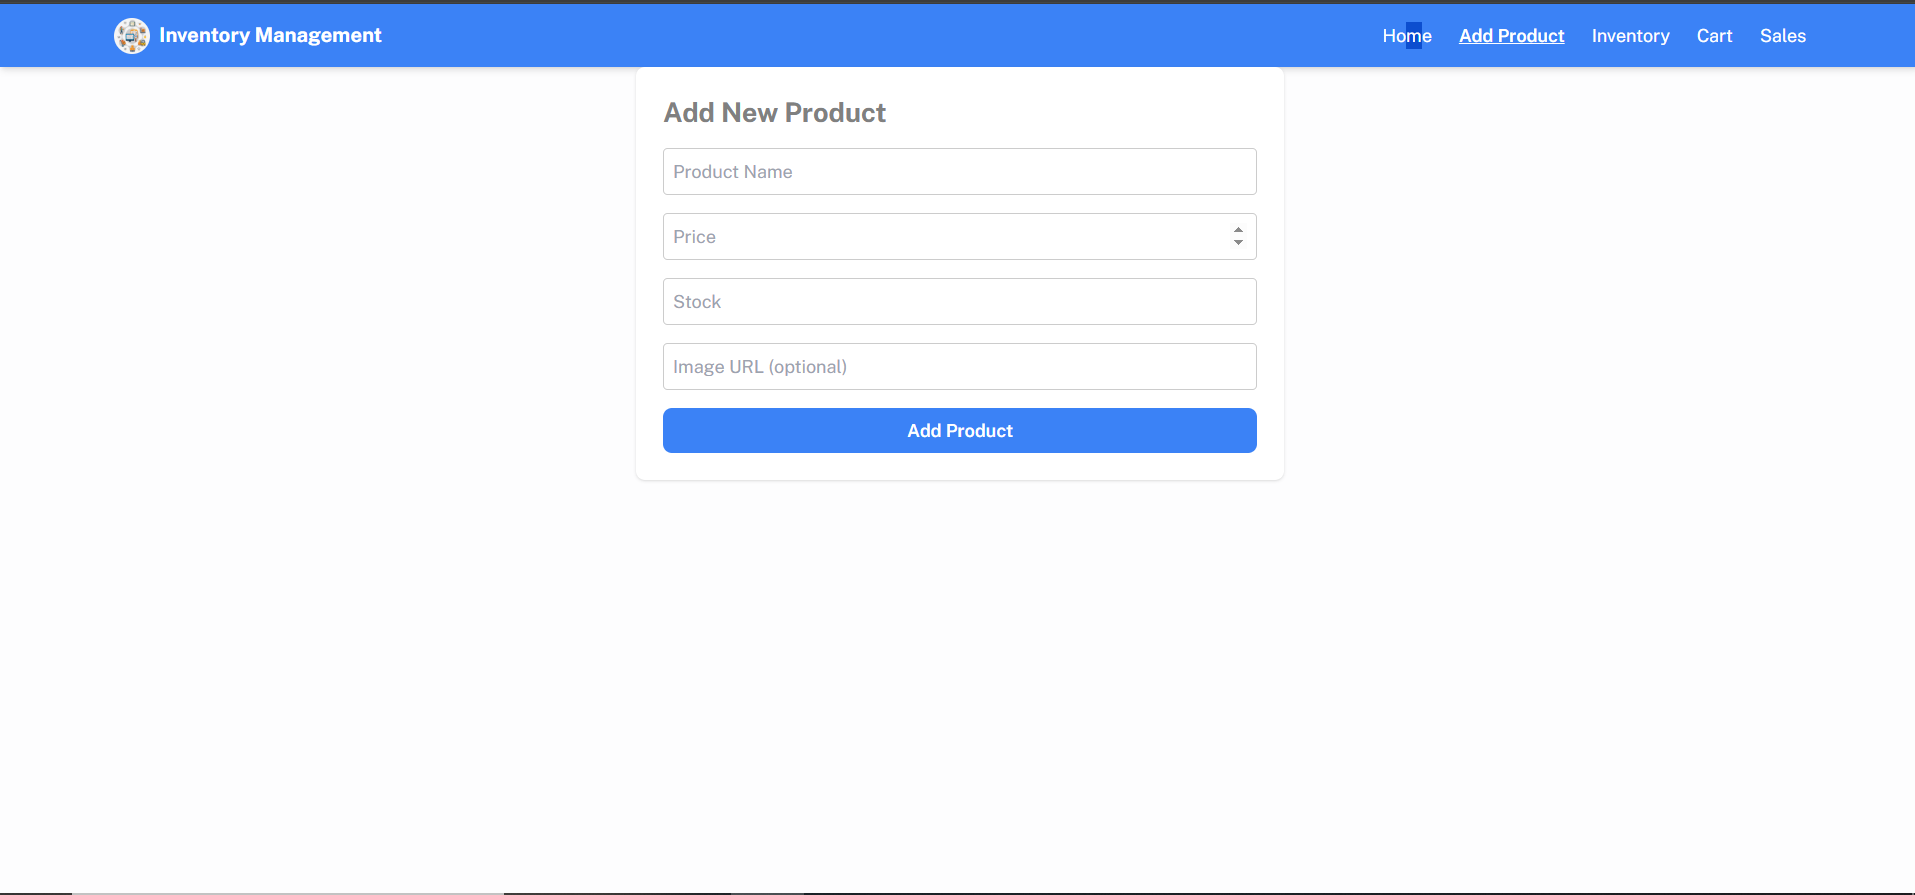 Inventory Management
Home Add Product Inventory Cart Sales
Add New Product
Product Name
Price
Stock
Image URL (optional)
Add Product